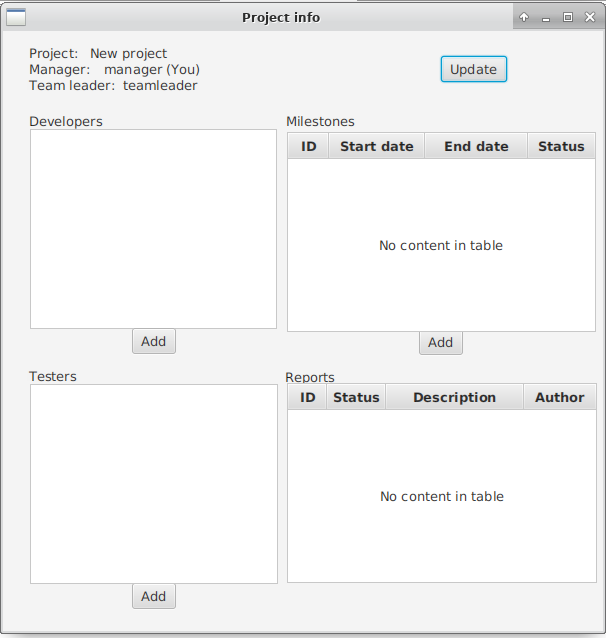 Project info
Project: New project
Manager: manager (You)
Team leader: teamleader
Update
Developers
Add
Milestones
ID Start date End date Status
No content in table
Add
Testers
Add
Reports
ID Status Description Author
No content in table